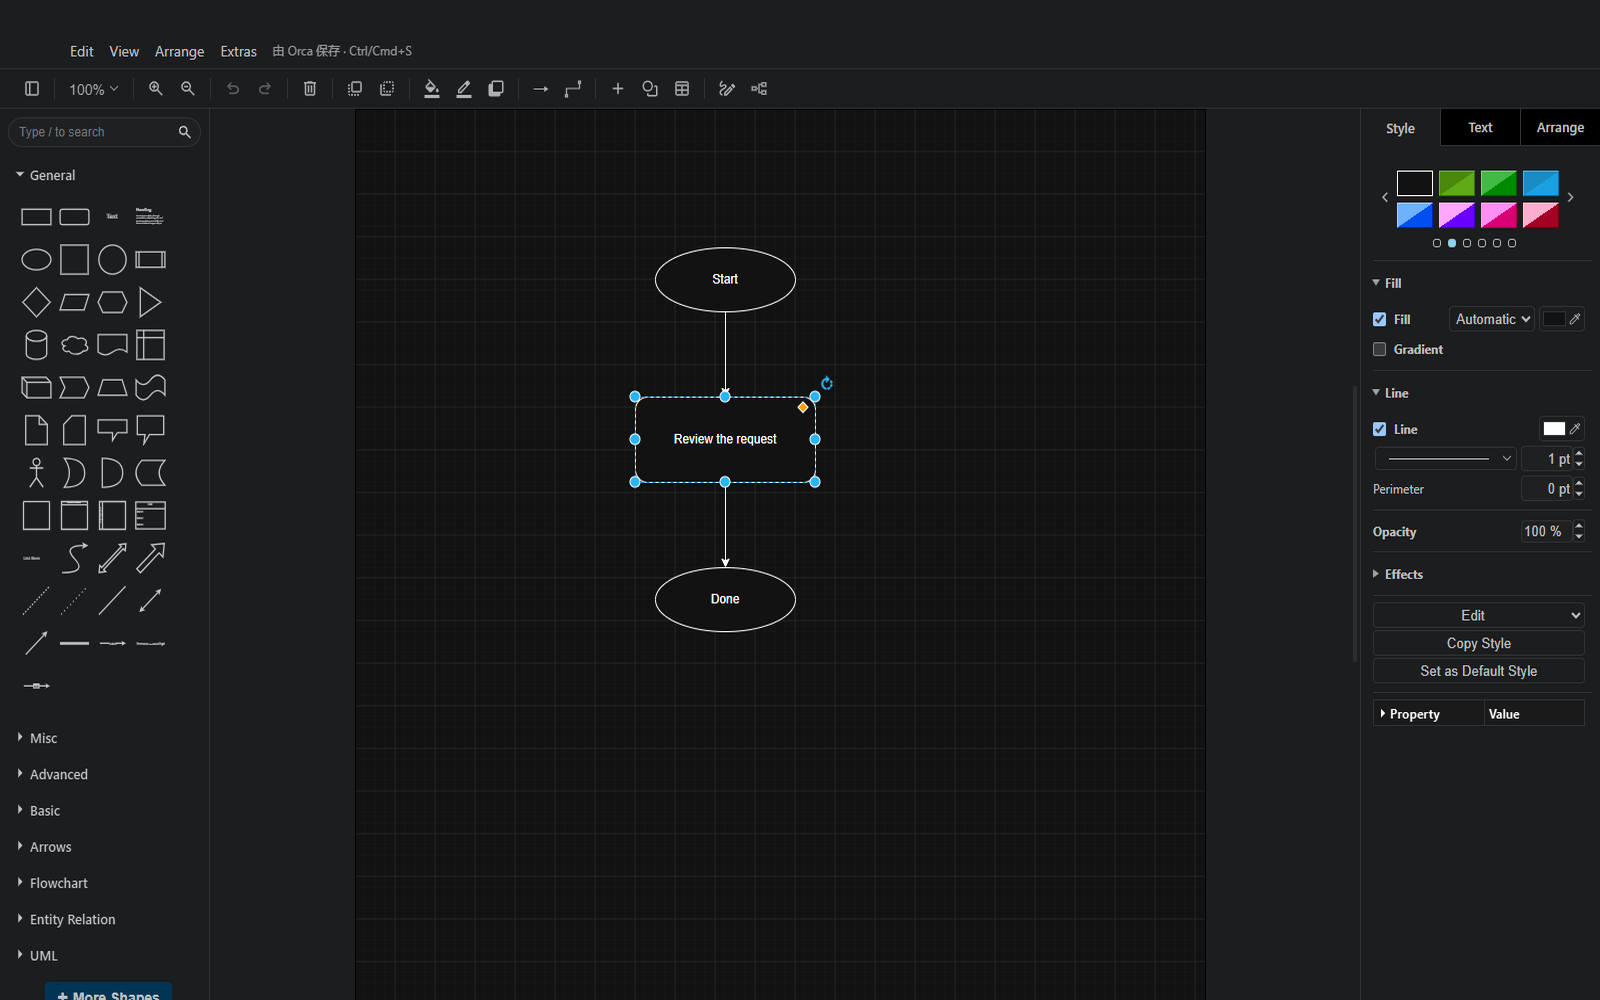 Edit View Arrange Extras 由 Orca 保存 · Ctrl/Cmd+S
100%
Type / to search
General
Text
Heading
Misc
Advanced
Basic
Arrows
Flowchart
Entity Relation
UML
+ More Shapes
Start
Review the request
Done
Style Text Arrange
Fill
Fill Automatic
Gradient
Line
Line
1 pt
Perimeter 0 pt
Opacity 100 %
Effects
Edit
Copy Style
Set as Default Style
Property Value